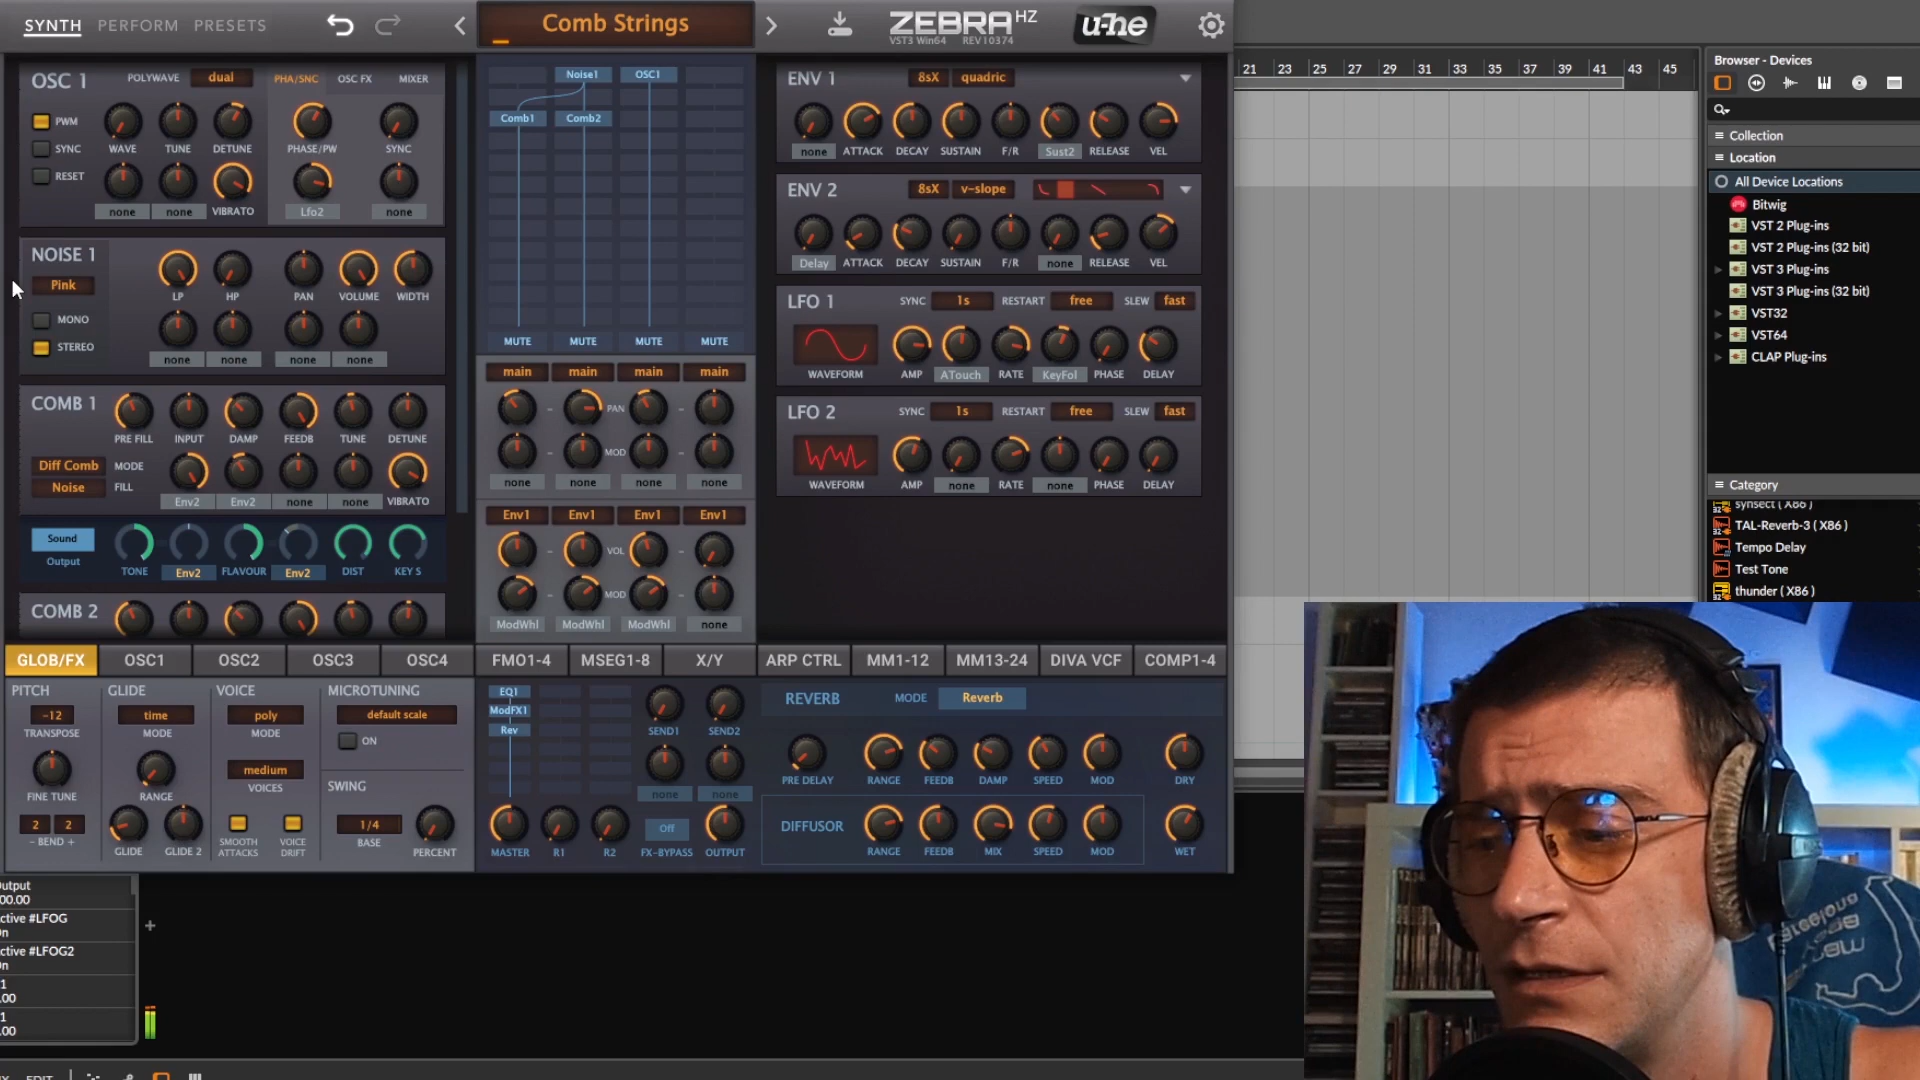 SYNTH PERFORM PRESETS
Comb Strings
ZEBRA HZ
VST3 Win64 REV10374
u-he
OSC 1 POLYWAVE dual PHA/SNC OSC FX MIXER
PWM
SYNC
RESET
WAVE TUNE DETUNE PHASE/PW SYNC
none none VIBRATO Lfo2 none
NOISE 1
Pink
LP HP PAN VOLUME WIDTH
MONO
STEREO
none none none none
COMB 1
PRE FILL INPUT DAMP FEEDB TUNE DETUNE
Diff Comb MODE
Noise FILL
Env2 Env2 none none VIBRATO
Sound
Output
TONE Env2 FLAVOUR Env2 DIST KEY S
COMB 2
Noise1 OSC1
Comb1 Comb2
MUTE MUTE MUTE MUTE
main main main main
PAN
MOD
none none none none
Env1 Env1 Env1 Env1
VOL
MOD
ModWhl ModWhl ModWhl none
ENV 1 8sX quadric
none ATTACK DECAY SUSTAIN F/R Sust2 RELEASE VEL
ENV 2 8sX v-slope
Delay ATTACK DECAY SUSTAIN F/R none RELEASE VEL
LFO 1 SYNC 1s RESTART free SLEW fast
WAVEFORM AMP ATouch RATE KeyFol PHASE DELAY
LFO 2 SYNC 1s RESTART free SLEW fast
WAVEFORM AMP none RATE none PHASE DELAY
GLOB/FX OSC1 OSC2 OSC3 OSC4 FMO1-4 MSEG1-8 X/Y ARP CTRL MM1-12 MM13-24 DIVA VCF COMP1-4
PITCH GLIDE VOICE MICROTUNING
-12 time poly default scale
TRANSPOSE MODE MODE
ON
medium
FINE TUNE RANGE VOICES SWING
2 2 1/4
- BEND + GLIDE GLIDE 2 SMOOTH ATTACKS VOICE DRIFT BASE PERCENT
EQ1
ModFX1
Rev
SEND1 SEND2
none none
Off
MASTER R1 R2 FX-BYPASS OUTPUT
REVERB MODE Reverb
PRE DELAY RANGE FEEDB DAMP SPEED MOD DRY
DIFFUSOR
RANGE FEEDB MIX SPEED MOD WET
21 23 25 27 29 31 33 35 37 39 41 43 45
Browser - Devices
Collection
Location
All Device Locations
Bitwig
VST 2 Plug-ins
VST 2 Plug-ins (32 bit)
VST 3 Plug-ins
VST 3 Plug-ins (32 bit)
VST32
VST64
CLAP Plug-ins
Category
synsect ( X86 )
TAL-Reverb-3 ( X86 )
Tempo Delay
Test Tone
thunder ( X86 )
utput
00.00
ctive #LFOG
n
ctive #LFOG2
n
1
.00
1
.00
EDIT